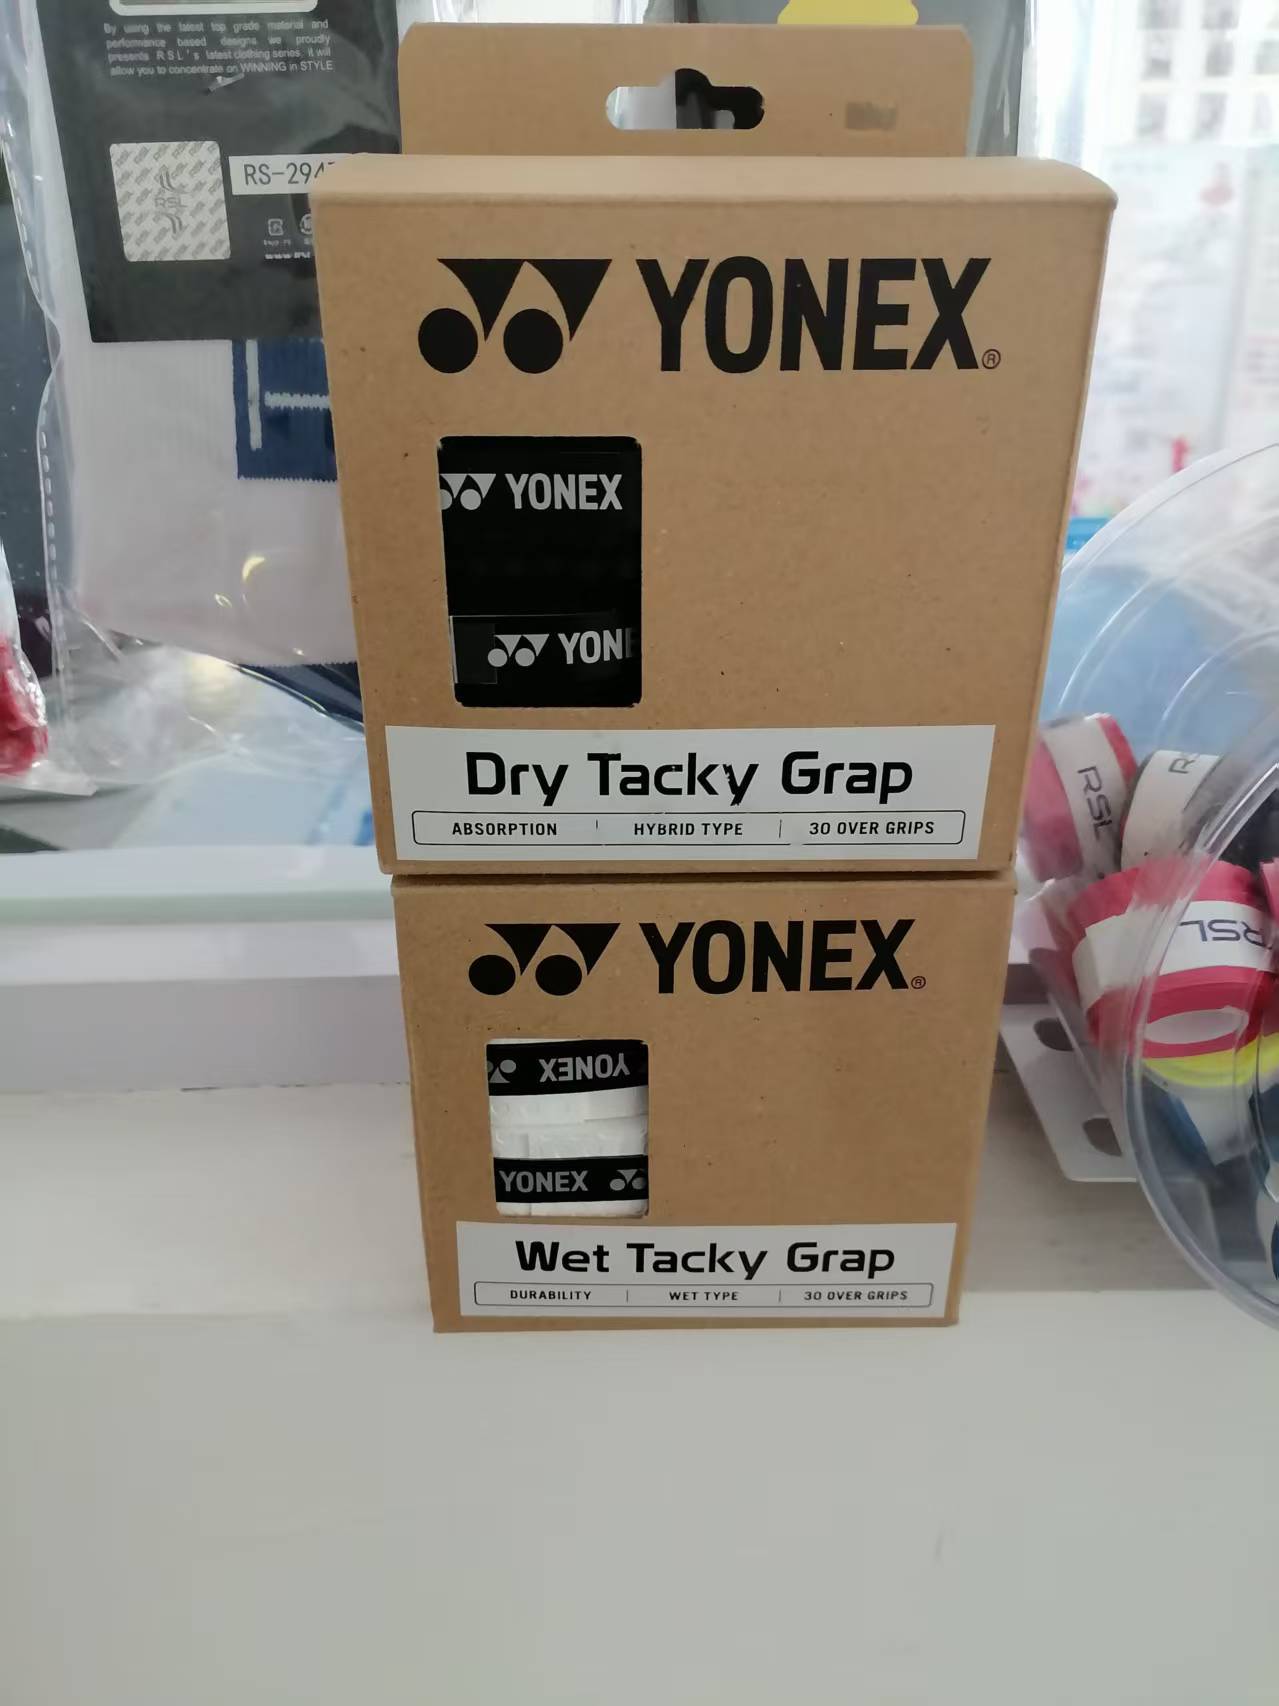 By using the latest top grade material and
performance based designs we proudly
presents RSL's latest clothing series, it will
allow you to concentrate on WINNING in STYLE
RSL
YONEX®
YONEX
YONE
Dry Tacky Grap
ABSORPTION | HYBRID TYPE | 30 OVER GRIPS
YONEX®
YONEX
YONEX
Wet Tacky Grap
DURABILITY | WET TYPE | 30 OVER GRIPS
RSL
RSL